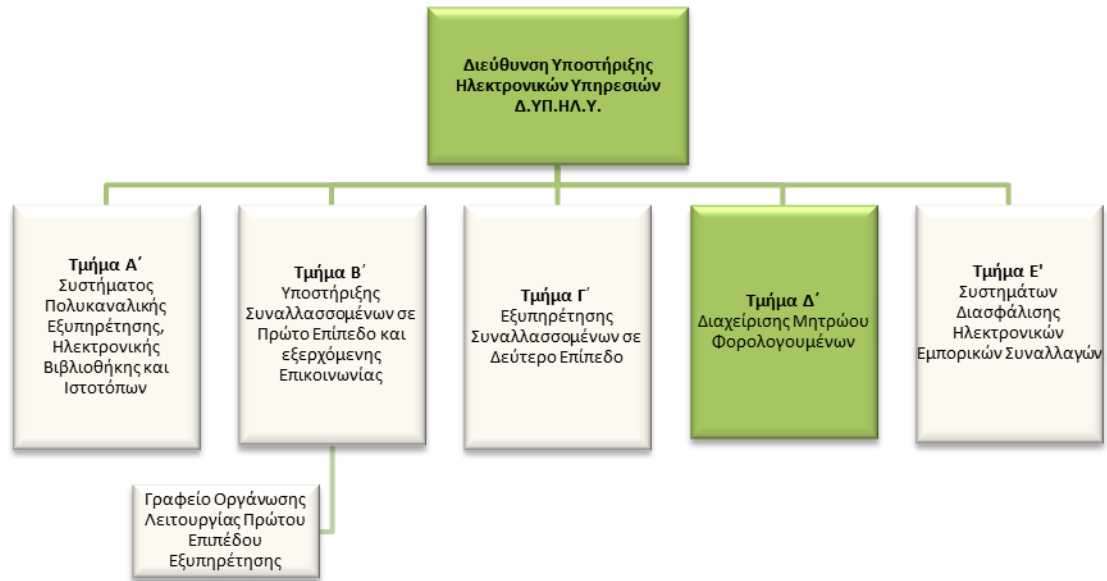 Διεύθυνση Υποστήριξης
Ηλεκτρονικών Υπηρεσιών
Δ.ΥΠ.ΗΛ.Υ.
Τμήμα Α΄
Συστήματος
Πολυκαναλικής
Εξυπηρέτησης,
Ηλεκτρονικής
Βιβλιοθήκης και
Ιστοτόπων
Τμήμα Β΄
Υποστήριξης
Συναλλασσομένων σε
Πρώτο Επίπεδο και
εξερχόμενης
Επικοινωνίας
Τμήμα Γ΄
Εξυπηρέτησης
Συναλλασσομένων σε
Δεύτερο Επίπεδο
Τμήμα Δ΄
Διαχείρισης Μητρώου
Φορολογουμένων
Τμήμα Ε'
Συστημάτων
Διασφάλισης
Ηλεκτρονικών
Εμπορικών Συναλλαγών
Γραφείο Οργάνωσης
Λειτουργίας Πρώτου
Επιπέδου
Εξυπηρέτησης